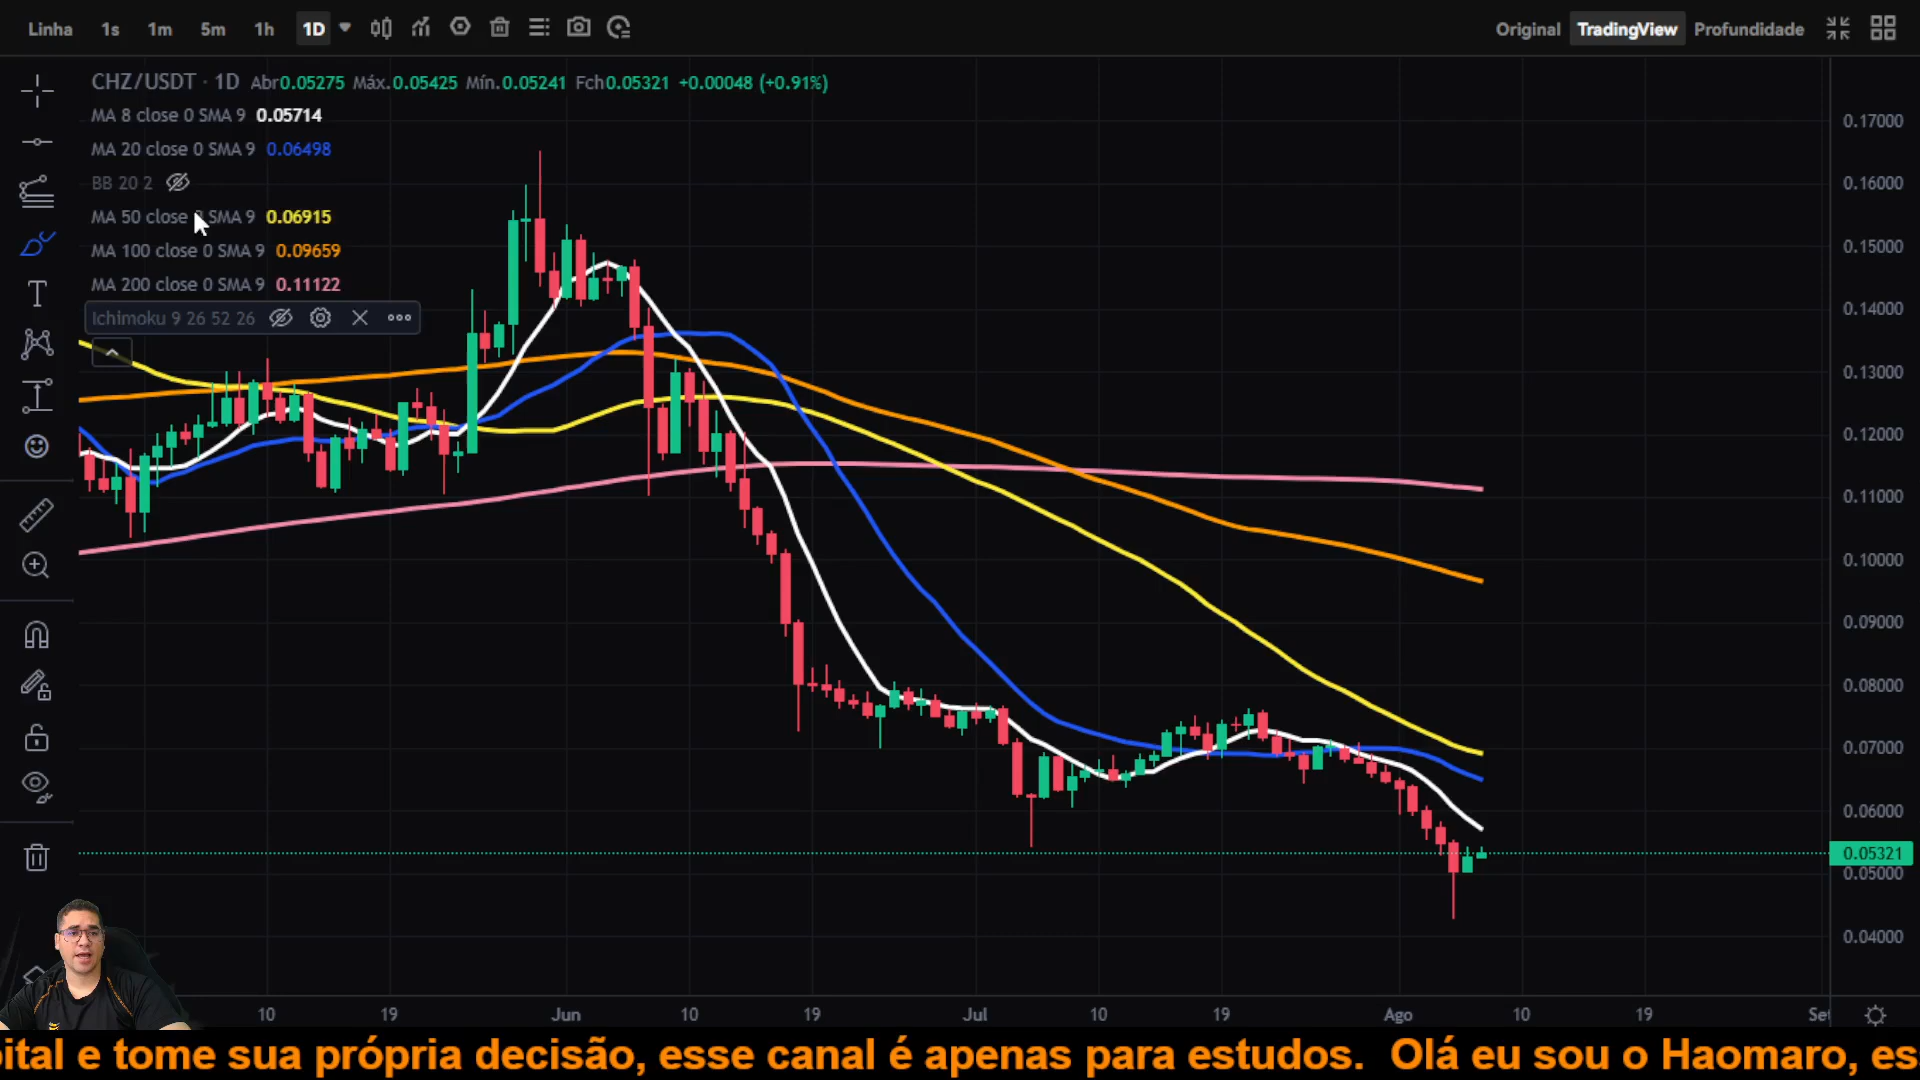 Linha 1s 1m 5m 1h 1D Original TradingView Profundidade
CHZ/USDT · 1D Abr0.05275 Máx.0.05425 Mín.0.05241 Fch0.05321 +0.00048 (+0.91%)
MA 8 close 0 SMA 9 0.05714
MA 20 close 0 SMA 9 0.06498
BB 20 2
MA 50 close 0 SMA 9 0.06915
MA 100 close 0 SMA 9 0.09659
MA 200 close 0 SMA 9 0.11122
Ichimoku 9 26 52 26
0.17000
0.16000
0.15000
0.14000
0.13000
0.12000
0.11000
0.10000
0.09000
0.08000
0.07000
0.06000
0.05321
0.05000
0.04000
10 19 Jun 10 19 Jul 10 19 Ago 10 19 Set
pital e tome sua própria decisão, esse canal é apenas para estudos. Olá eu sou o Haomaro, es